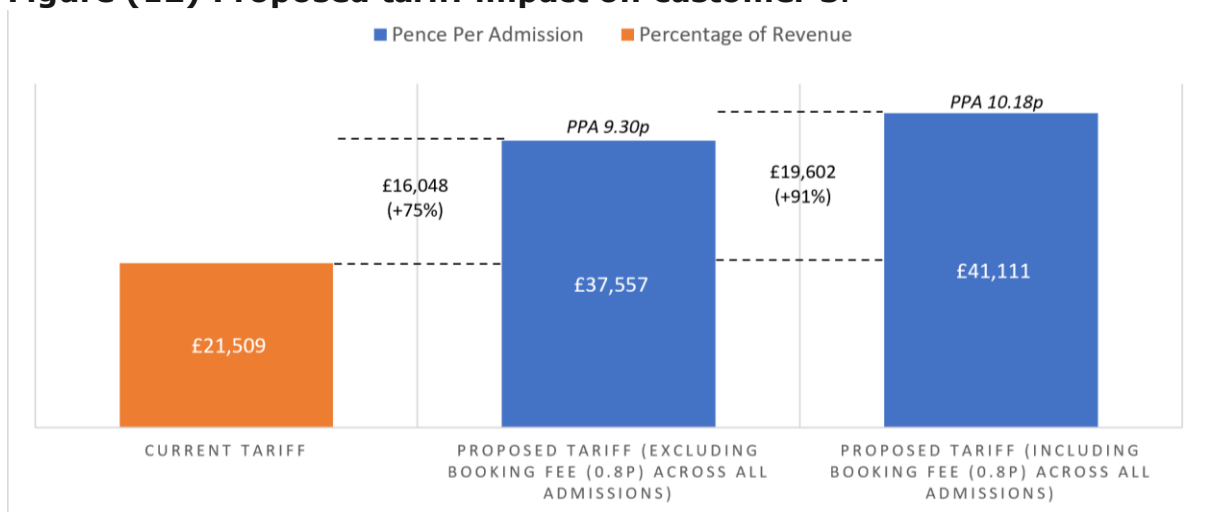 Pence Per Admission
Percentage of Revenue
PPA 10.18p
PPA 9.30p
£19,602
(+91%)
£16,048
(+75%)
£41,111
£37,557
£21,509
CURRENT TARIFF
PROPOSED TARIFF (EXCLUDING
BOOKING FEE (0.8P) ACROSS ALL
ADMISSIONS)
PROPOSED TARIFF (INCLUDING
BOOKING FEE (0.8P) ACROSS ALL
ADMISSIONS)